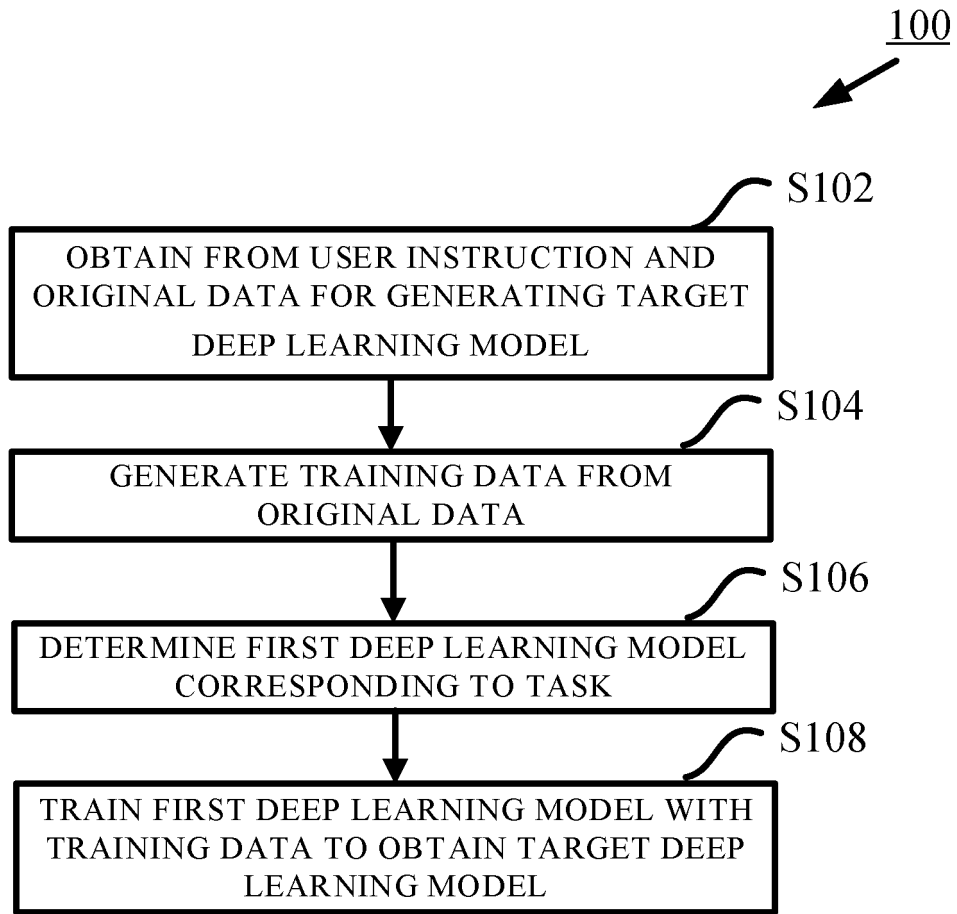 100
S102
OBTAIN FROM USER INSTRUCTION AND
ORIGINAL DATA FOR GENERATING TARGET
DEEP LEARNING MODEL
S104
GENERATE TRAINING DATA FROM
ORIGINAL DATA
S106
DETERMINE FIRST DEEP LEARNING MODEL
CORRESPONDING TO TASK
S108
TRAIN FIRST DEEP LEARNING MODEL WITH
TRAINING DATA TO OBTAIN TARGET DEEP
LEARNING MODEL